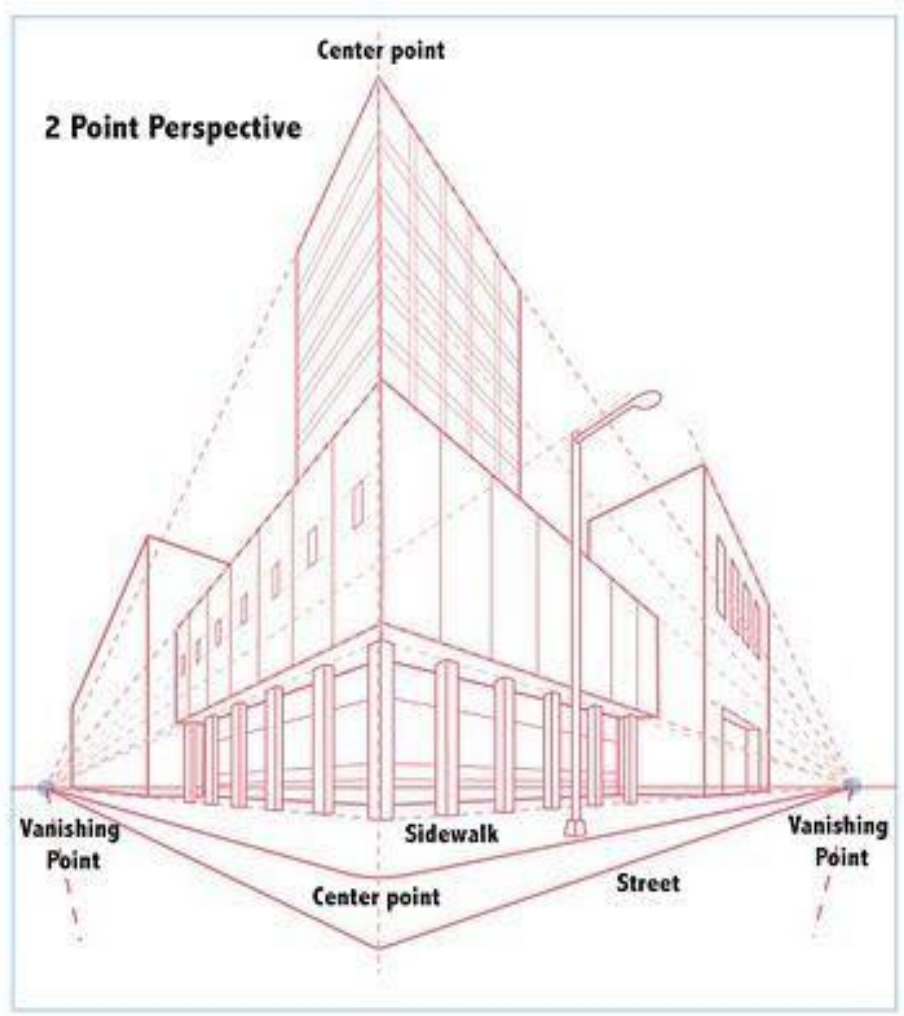 Center point
2 Point Perspective
Sidewalk
Vanishing
Point
Vanishing
Point
Center point
Street